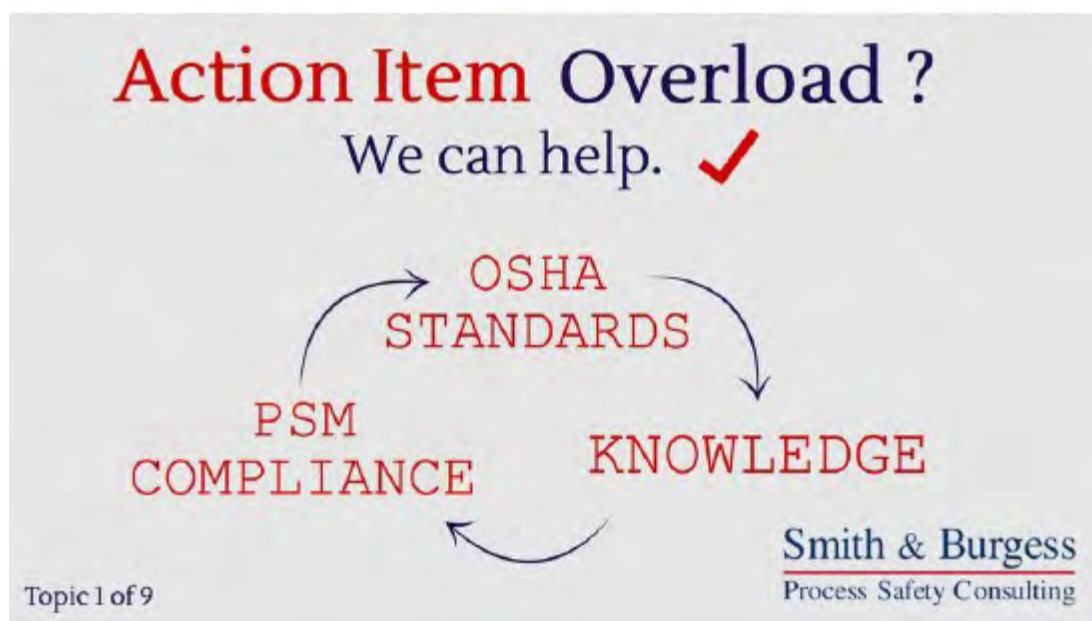 Action Item Overload ?
We can help.
OSHA
STANDARDS
PSM
COMPLIANCE
KNOWLEDGE
Smith & Burgess
Process Safety Consulting
Topic 1 of 9